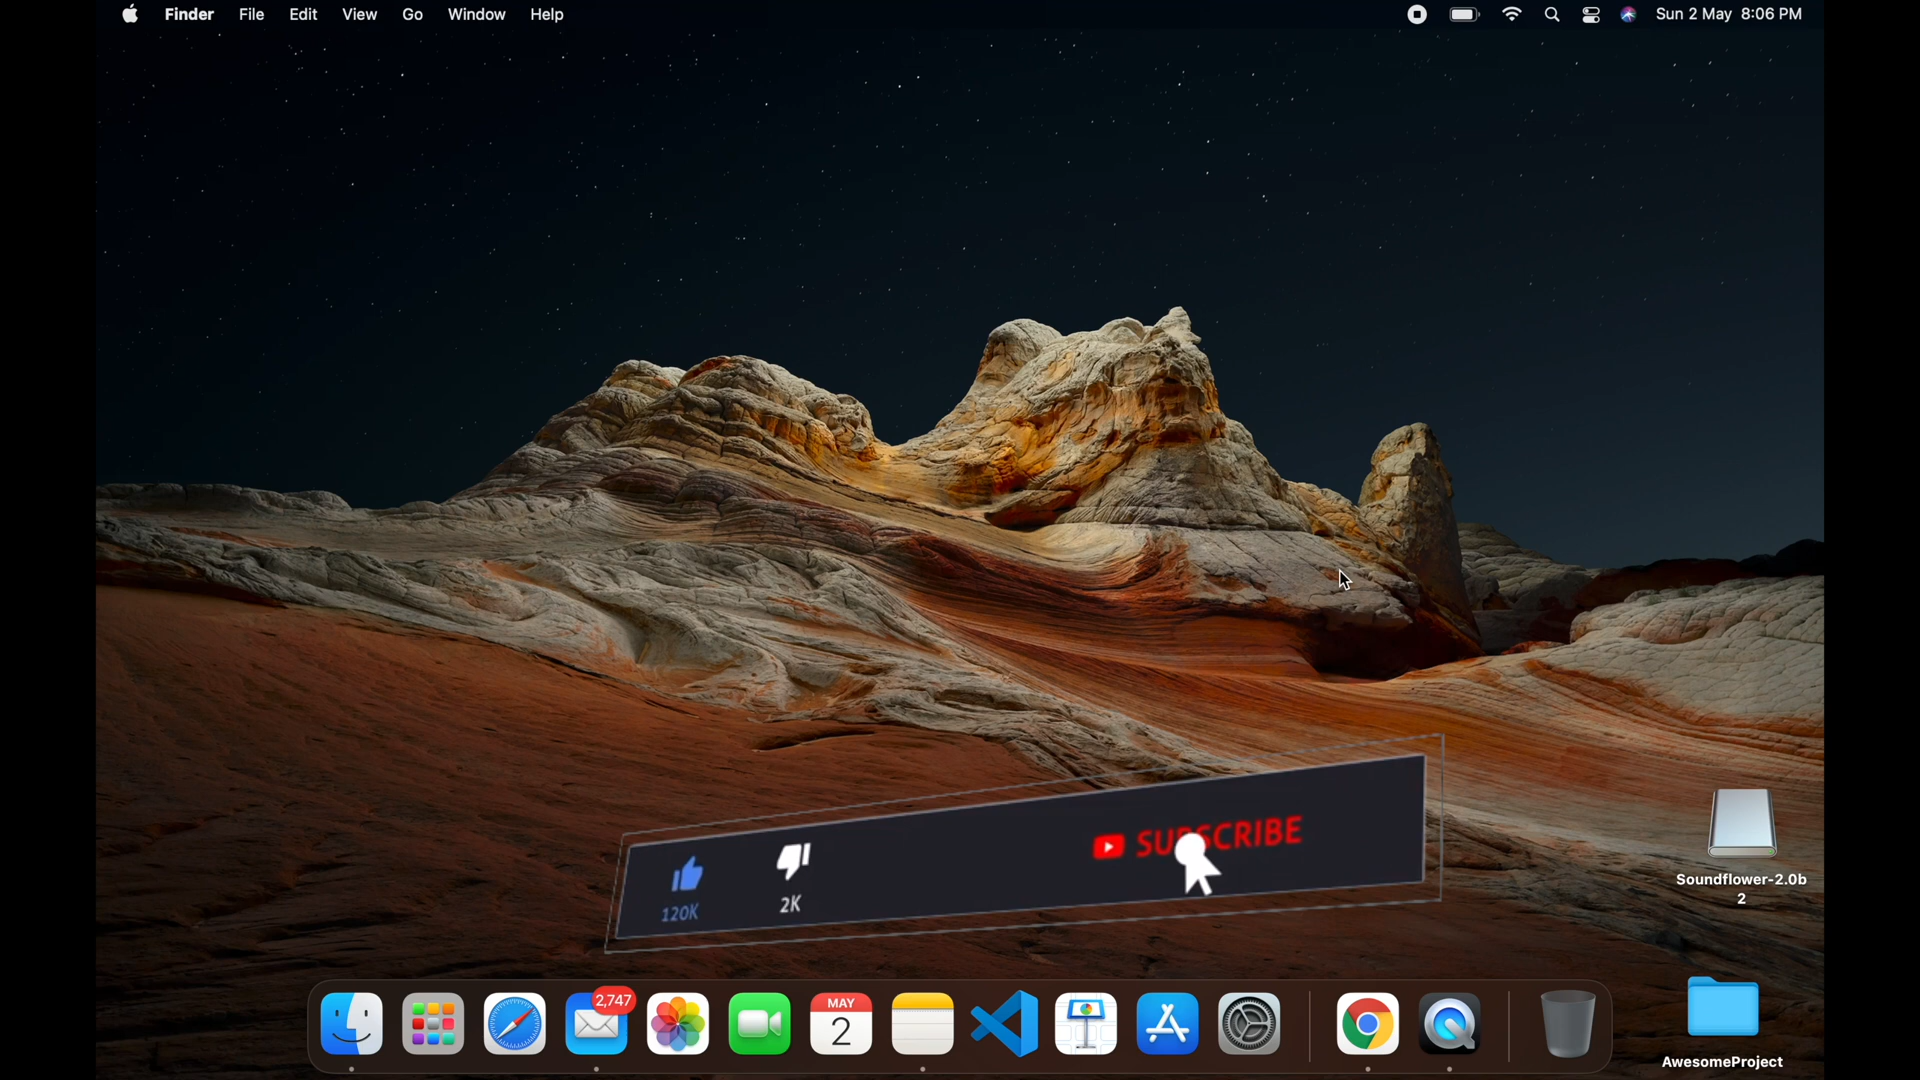 Finder File Edit View Go Window Help Sun 2 May 8:06 PM
SUBSCRIBE
120K 2K
Soundflower-2.0b
2
2,747
MAY
2
AwesomeProject